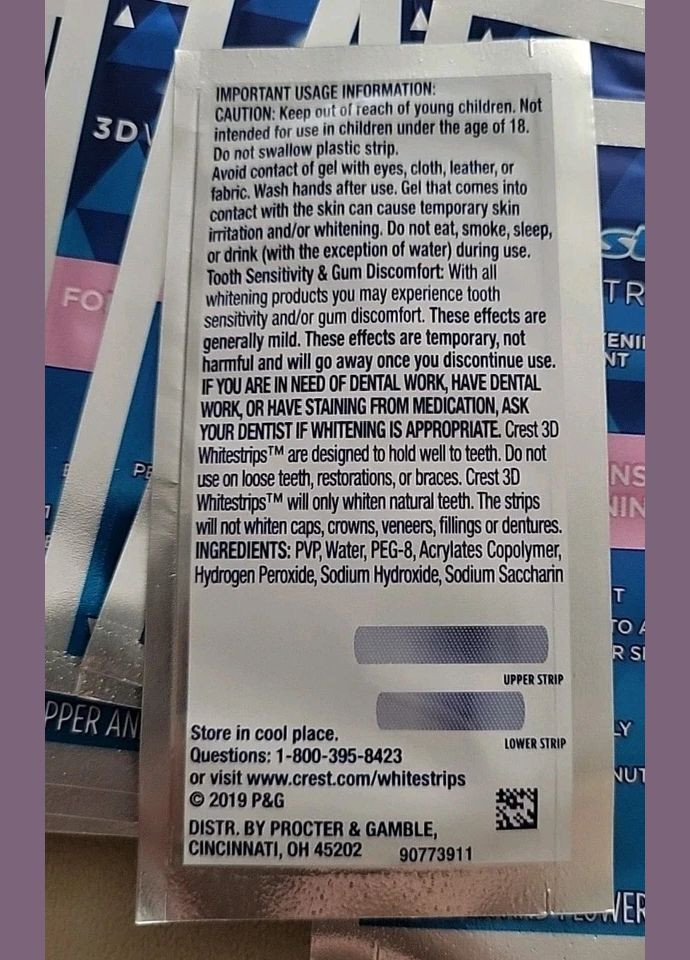 IMPORTANT USAGE INFORMATION:
CAUTION: Keep out of reach of young children. Not
intended for use in children under the age of 18.
Do not swallow plastic strip.
Avoid contact of gel with eyes, cloth, leather, or
fabric. Wash hands after use. Gel that comes into
contact with the skin can cause temporary skin
irritation and/or whitening. Do not eat, smoke, sleep,
or drink (with the exception of water) during use.
Tooth Sensitivity & Gum Discomfort: With all
whitening products you may experience tooth
sensitivity and/or gum discomfort. These effects are
generally mild. These effects are temporary, not
harmful and will go away once you discontinue use.
IF YOU ARE IN NEED OF DENTAL WORK, HAVE DENTAL
WORK, OR HAVE STAINING FROM MEDICATION, ASK
YOUR DENTIST IF WHITENING IS APPROPRIATE. Crest 3D
Whitestrips™ are designed to hold well to teeth. Do not
use on loose teeth, restorations, or braces. Crest 3D
Whitestrips™ will only whiten natural teeth. The strips
will not whiten caps, crowns, veneers, fillings or dentures.
INGREDIENTS: PVP, Water, PEG-8, Acrylates Copolymer,
Hydrogen Peroxide, Sodium Hydroxide, Sodium Saccharin
UPPER STRIP
LOWER STRIP
Store in cool place.
Questions: 1-800-395-8423
or visit www.crest.com/whitestrips
© 2019 P&G
DISTR. BY PROCTER & GAMBLE,
CINCINNATI, OH 45202 90773911
3D
FO
PPER AN
st
TR
ENI
NT
NS
NIN
T
TO A
R SI
LY
NUT